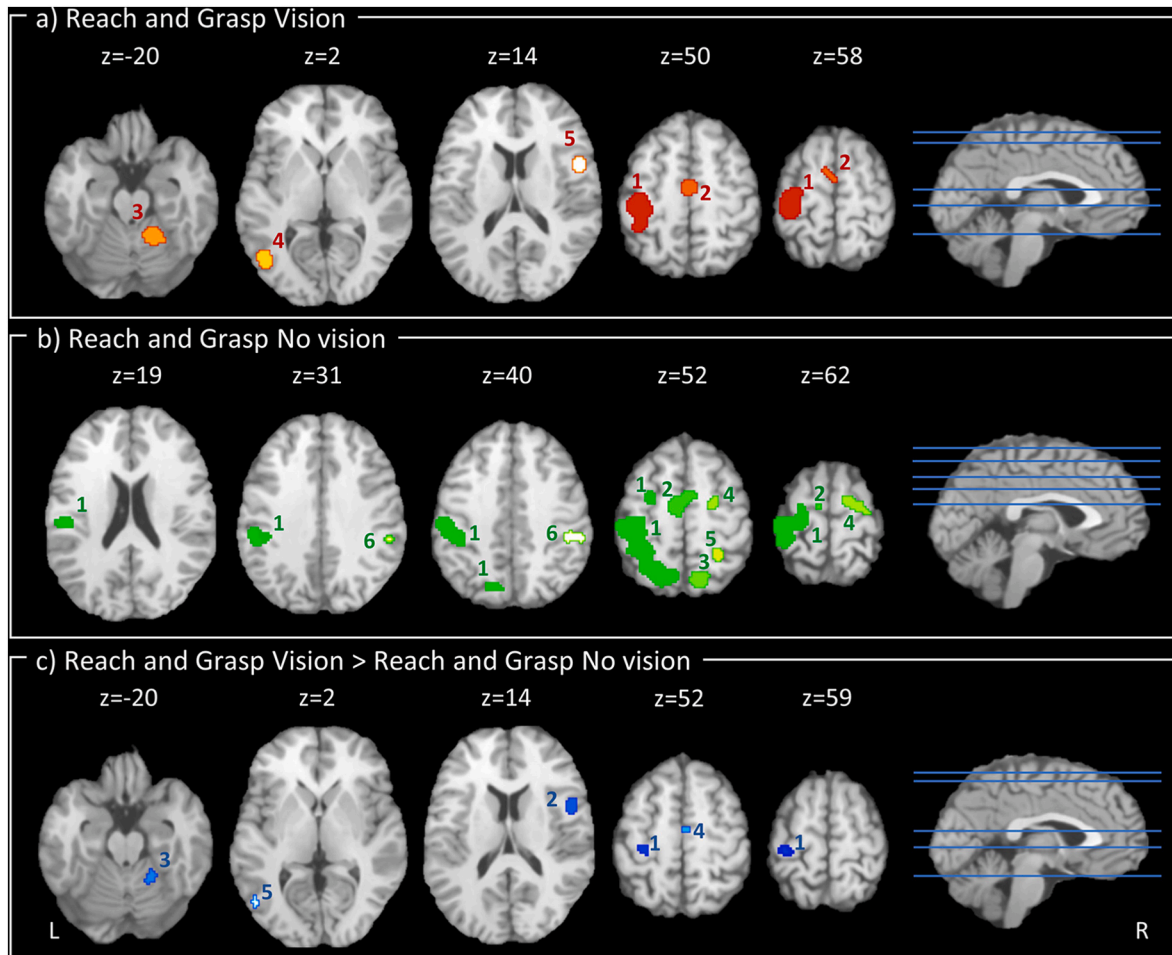 a) Reach and Grasp Vision
z=-20 z=2 z=14 z=50 z=58
5
2
1 1
2
3
4
b) Reach and Grasp No vision
z=19 z=31 z=40 z=52 z=62
1 2 4 2
1
1 1 6 1 4
6 5 1
1 3
c) Reach and Grasp Vision > Reach and Grasp No vision
z=-20 z=2 z=14 z=52 z=59
2
4
1 1
3
5
L R